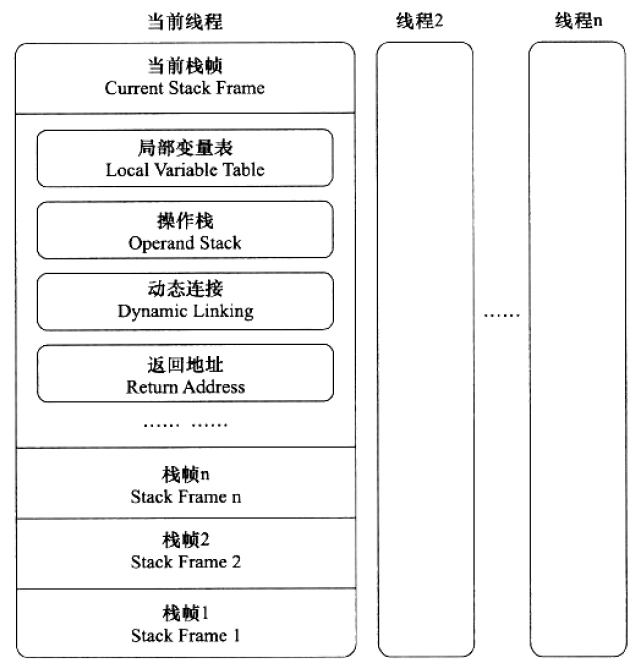 当前线程
线程2
线程n
当前栈帧
Current Stack Frame
局部变量表
Local Variable Table
操作栈
Operand Stack
动态连接
Dynamic Linking
……
返回地址
Return Address
…… ……
栈帧n
Stack Frame n
栈帧2
Stack Frame 2
栈帧1
Stack Frame 1